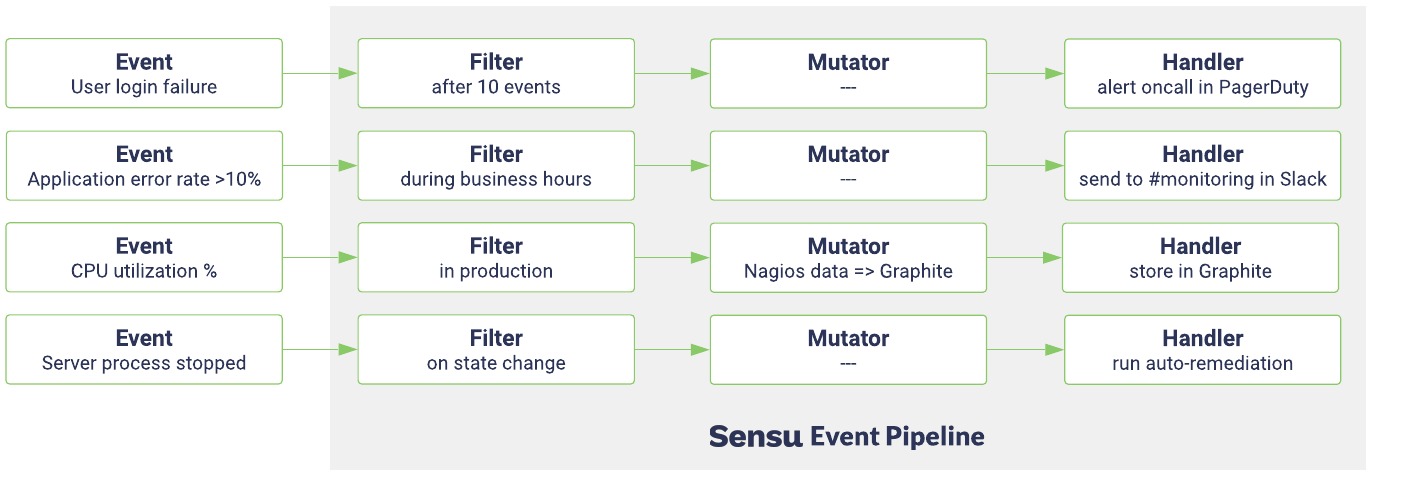 Event
User login failure
Filter
after 10 events
Mutator
---
Handler
alert oncall in PagerDuty
Event
Application error rate >10%
Filter
during business hours
Mutator
---
Handler
send to #monitoring in Slack
Event
CPU utilization %
Filter
in production
Mutator
Nagios data => Graphite
Handler
store in Graphite
Event
Server process stopped
Filter
on state change
Mutator
---
Handler
run auto-remediation
Sensu Event Pipeline